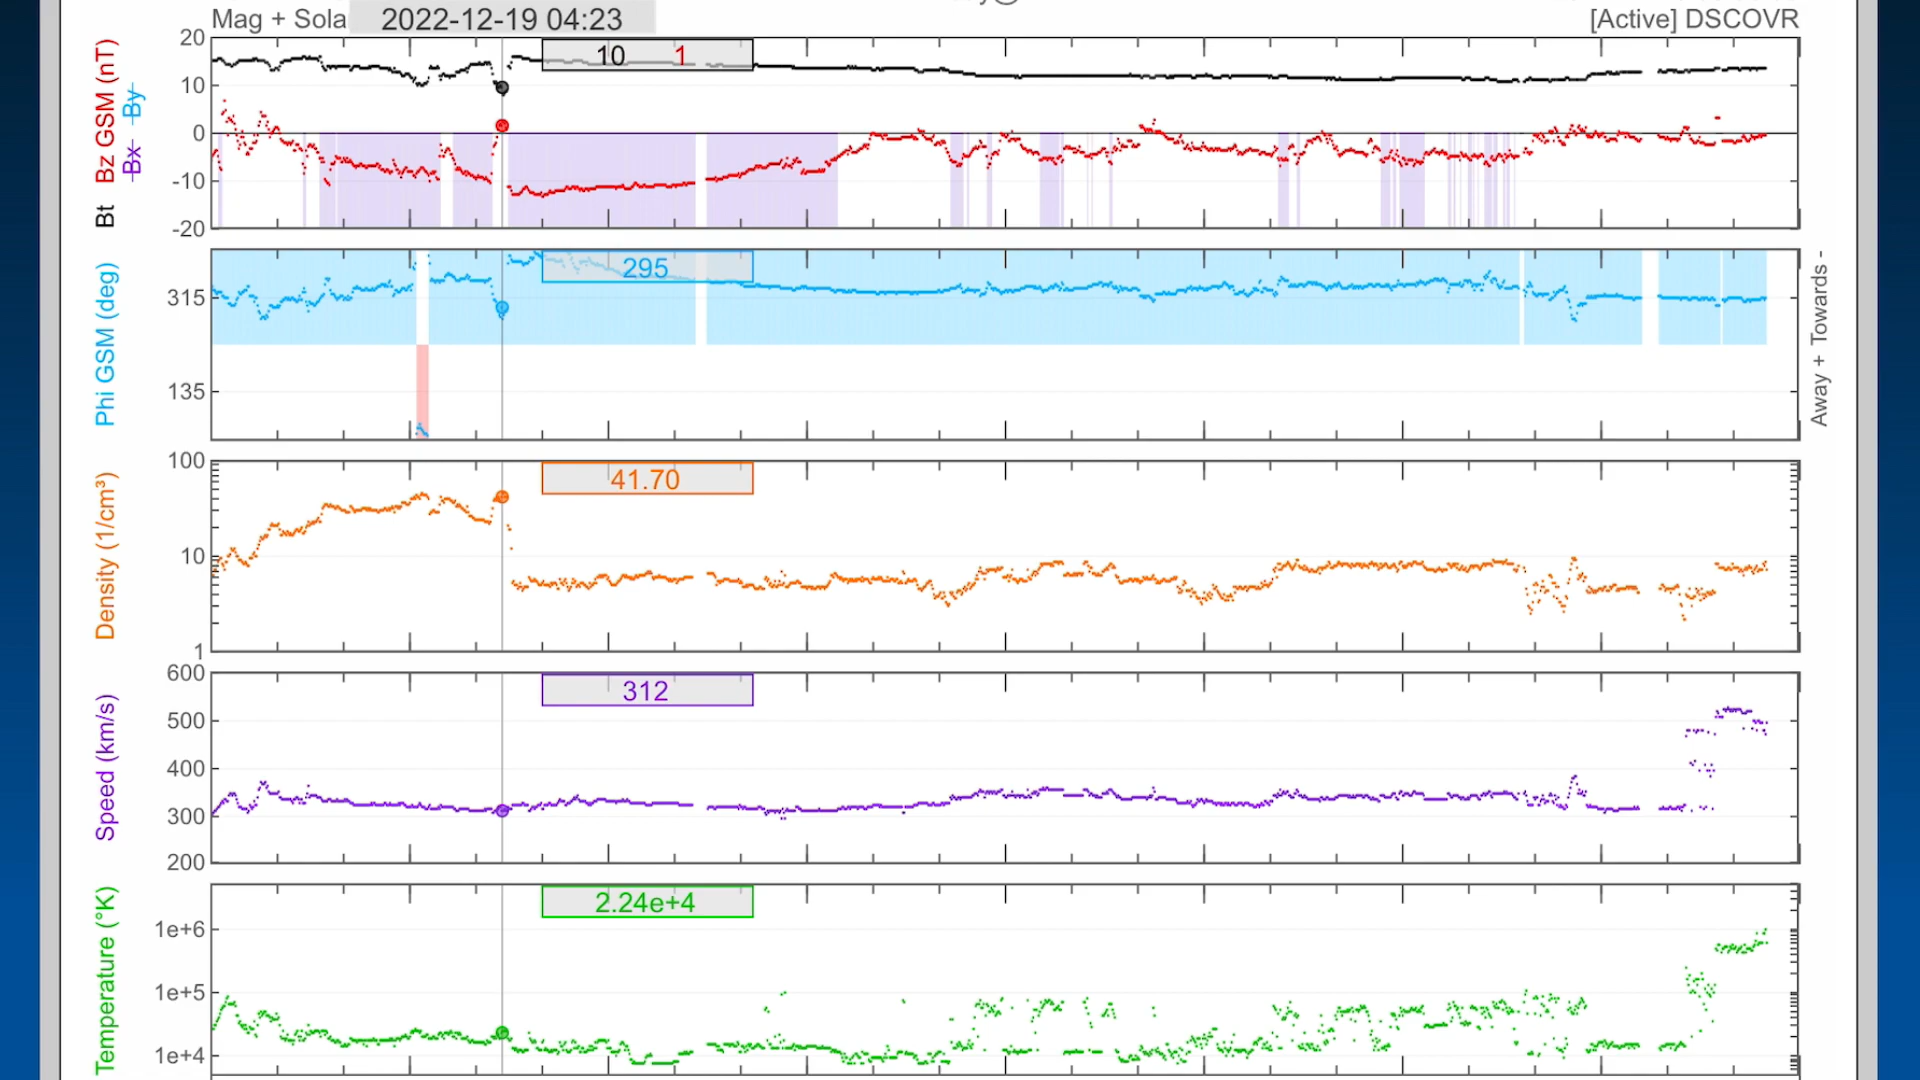 Mag + Sola
2022-12-19 04:23
[Active] DSCOVR
Bt Bz GSM (nT)
Bx By
20
10
0
-10
-20
10 1
Phi GSM (deg)
315
135
295
Away + Towards -
Density (1/cm³)
100
10
1
41.70
Speed (km/s)
600
500
400
300
200
312
Temperature (°K)
1e+6
1e+5
1e+4
2.24e+4